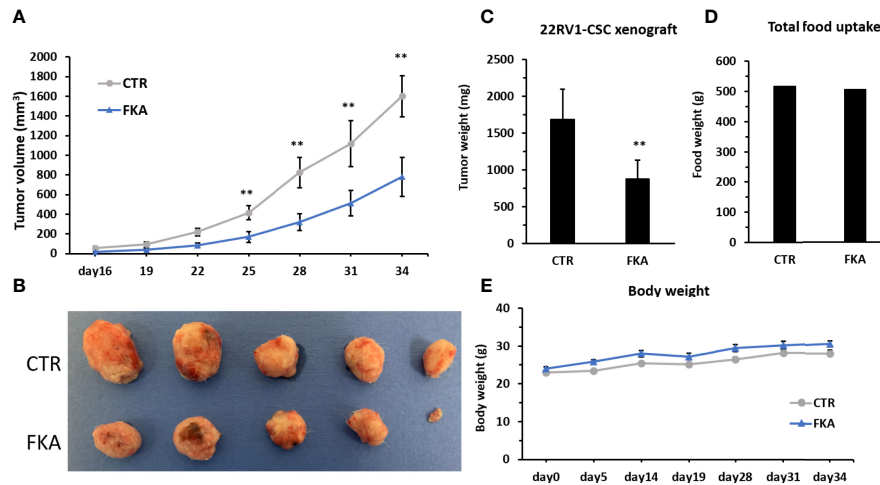 A
Tumor volume (mm³)
2000
1800
1600
1400
1200
1000
800
600
400
200
0
CTR
FKA
**
**
**
**
day16 19 22 25 28 31 34
B
CTR
FKA
C
22RV1-CSC xenograft
Tumor weight (mg)
2500
2000
1500
1000
500
0
**
CTR FKA
D
Total food uptake
Food weight (g)
600
500
400
300
200
100
0
CTR FKA
E
Body weight
Body weight (g)
40
30
20
10
0
CTR
FKA
day0 day5 day14 day19 day28 day31 day34